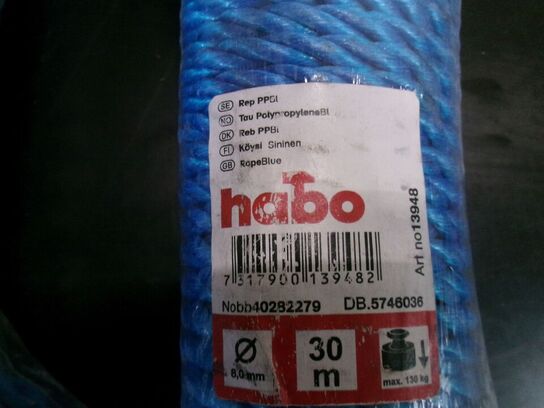 SE Rep PPBl
NO Tau PolypropyleneBl
DK Reb PPBl
FI Köysi Sininen
GB RopeBlue
habo
Art no13948
7 317900 139482
Nobb40282279 DB.5746036
Ø 8,0 mm
30 m
max. 130 kg